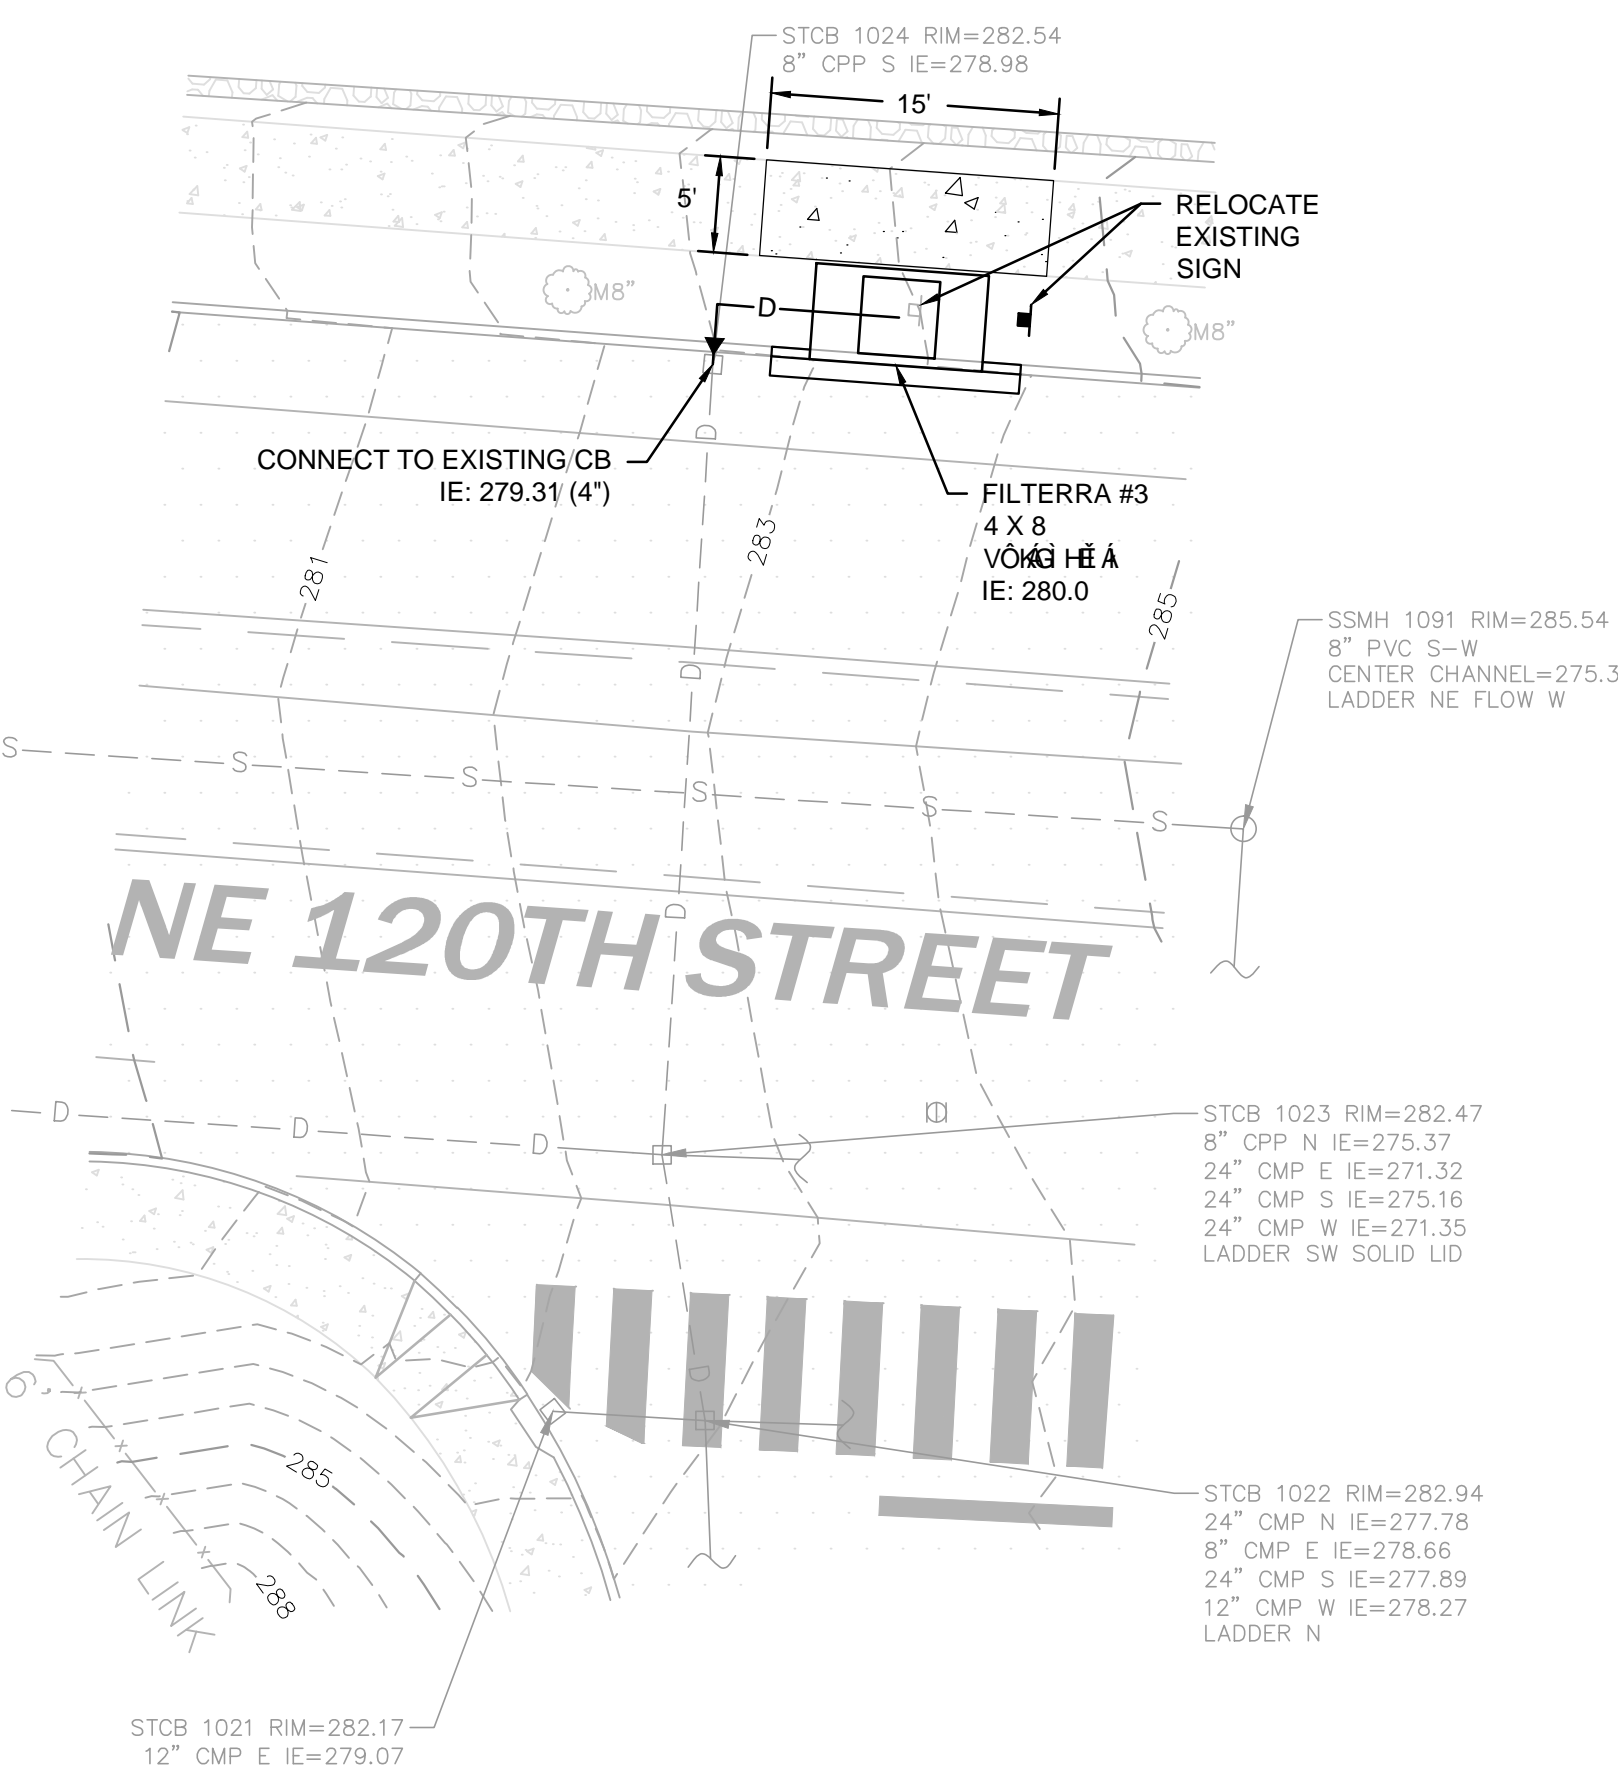 STCB 1024 RIM=282.54
8” CPP S IE=278.98
15'
5'
RELOCATE
EXISTING
SIGN
M8”
M8”
D
D
CONNECT TO EXISTING CB
IE: 279.31 (4")
FILTERRA #3
4 X 8
IE: 280.0
281
283
285
D
SSMH 1091 RIM=285.54
8” PVC S-W
CENTER CHANNEL=275.3
LADDER NE FLOW W
S
S
S
S
S
S
D
NE 120TH STREET
D
D
D
STCB 1023 RIM=282.47
8” CPP N IE=275.37
24” CMP E IE=271.32
24” CMP S IE=275.16
24” CMP W IE=271.35
LADDER SW SOLID LID
D
6' CHAIN LINK
285
288
STCB 1022 RIM=282.94
24” CMP N IE=277.78
8” CMP E IE=278.66
24” CMP S IE=277.89
12” CMP W IE=278.27
LADDER N
STCB 1021 RIM=282.17
12” CMP E IE=279.07